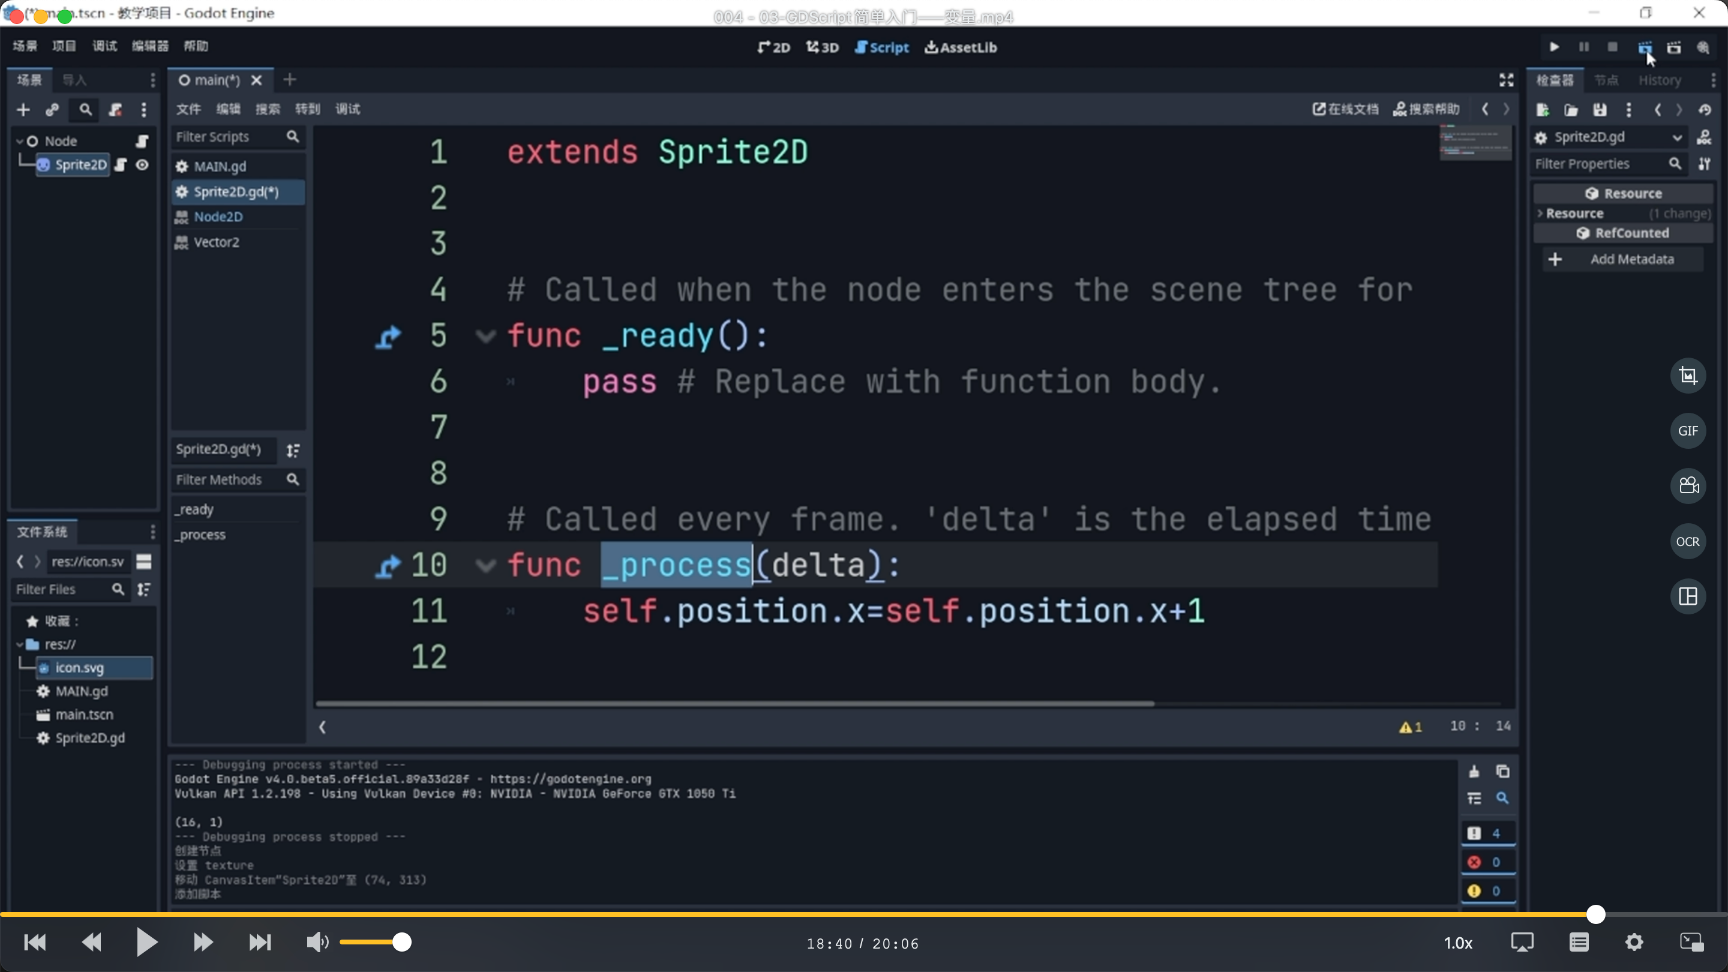 (*) main.tscn - 教学项目 - Godot Engine
004 - 03-GDScript简单入门——变量.mp4
场景 项目 调试 编辑器 帮助
2D 3D Script AssetLib
场景 导入
main(*)
检查器 节点 History
文件 编辑 搜索 转到 调试
在线文档 搜索帮助
Node
Sprite2D
Filter Scripts
MAIN.gd
Sprite2D.gd(*)
Node2D
Vector2
Sprite2D.gd(*)
Filter Methods
_ready
_process
1 extends Sprite2D
2
3
4 # Called when the node enters the scene tree for
5 func _ready():
6 pass # Replace with function body.
7
8
9 # Called every frame. 'delta' is the elapsed time
10 func _process(delta):
11 self.position.x=self.position.x+1
12
1 10 : 14
Sprite2D.gd
Filter Properties
Resource
Resource (1 change)
RefCounted
Add Metadata
GIF
OCR
文件系统
res://icon.sv
Filter Files
收藏：
res://
icon.svg
MAIN.gd
main.tscn
Sprite2D.gd
--- Debugging process started ---
Godot Engine v4.0.beta5.official.89a33d28f - https://godotengine.org
Vulkan API 1.2.198 - Using Vulkan Device #0: NVIDIA - NVIDIA GeForce GTX 1050 Ti
(16, 1)
--- Debugging process stopped ---
创建节点
设置 texture
移动 CanvasItem"Sprite2D"至 (74, 313)
添加脚本
4
0
0
18:40 / 20:06
1.0x